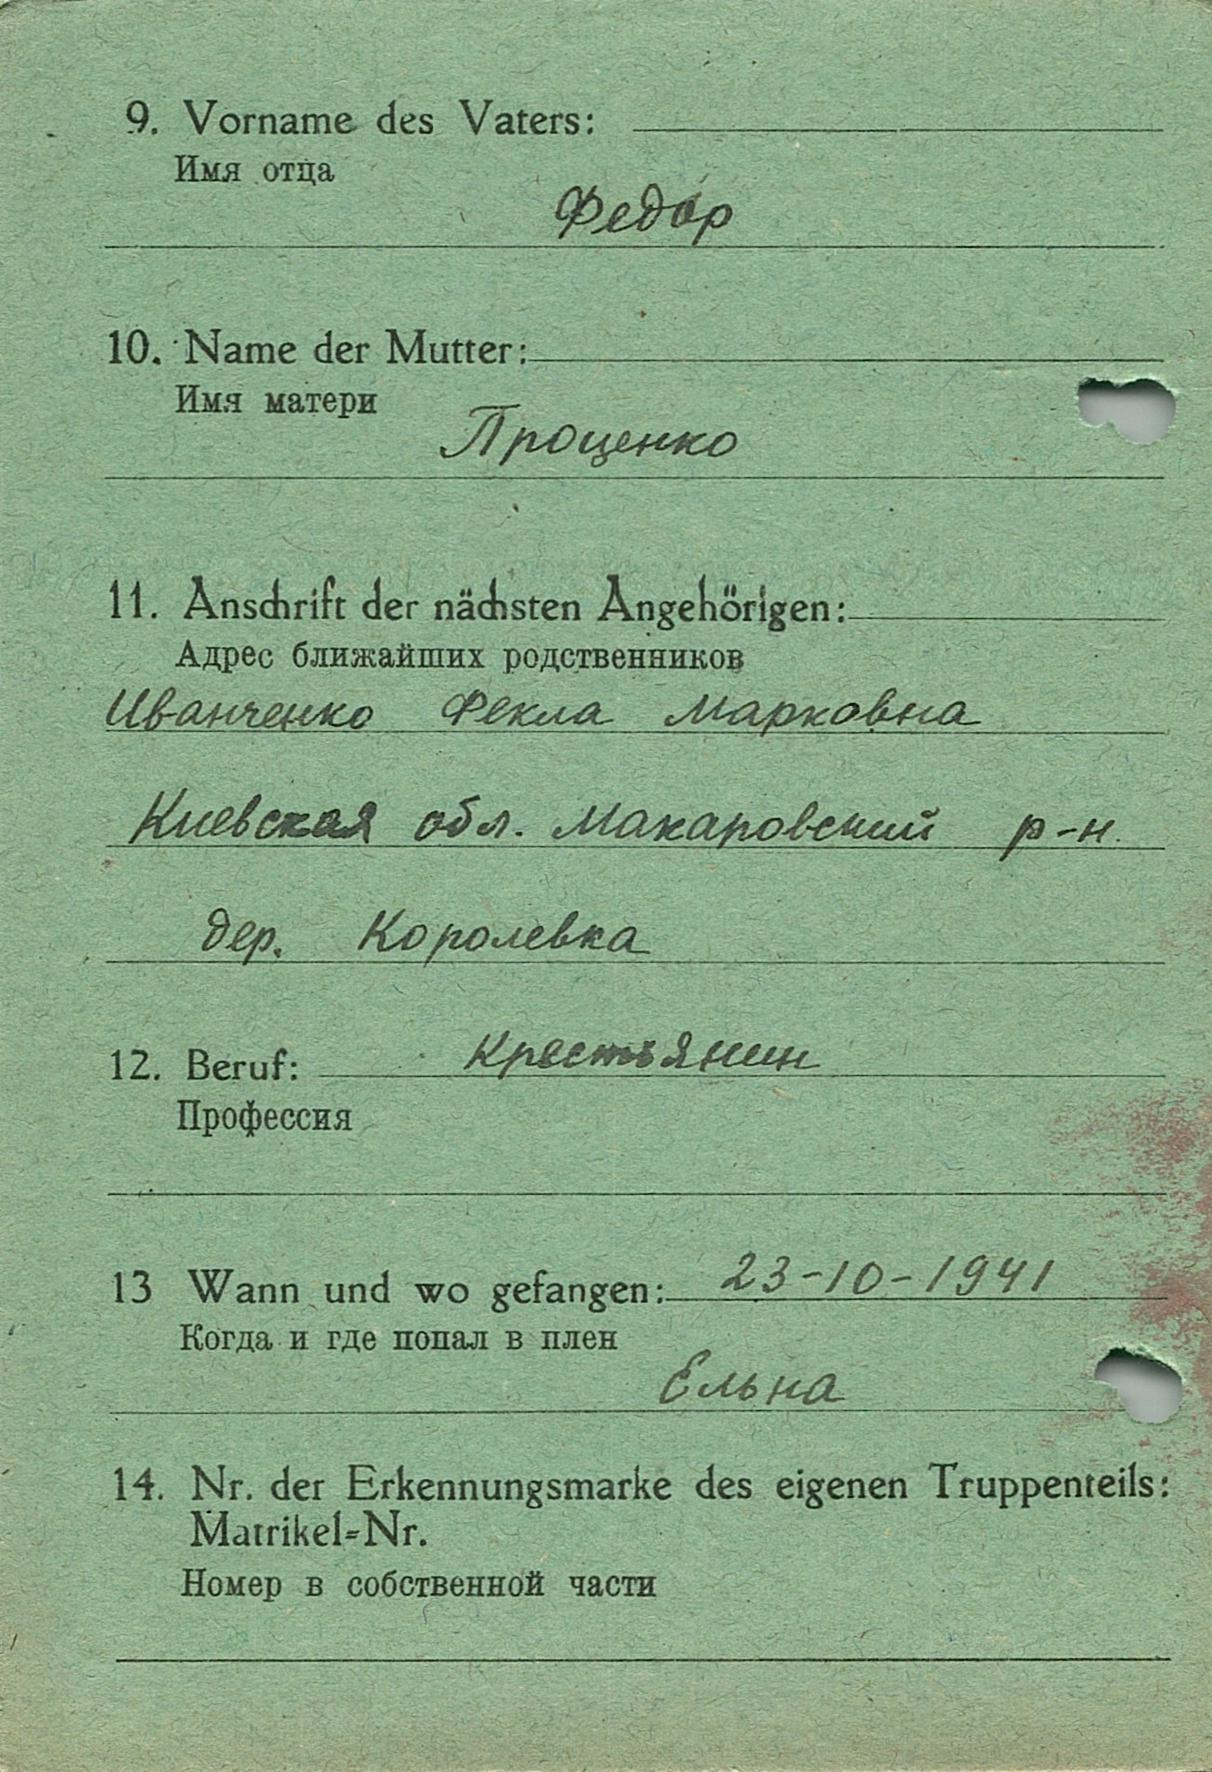 9. Vorname des Vaters:
Имя отца
Федор
10. Name der Mutter:
Имя матери
Проценко
11. Anschrift der nächsten Angehörigen:
Адрес ближайших родственников
Иванченко Фекла Марковна
Киевская обл. Макаровский р-н.
дер. Королевка
12. Beruf: Крестьянин
Профессия
13 Wann und wo gefangen: 23-10-1941
Когда и где попал в плен
Ельна
14. Nr. der Erkennungsmarke des eigenen Truppenteils:
Matrikel-Nr.
Номер в собственной части